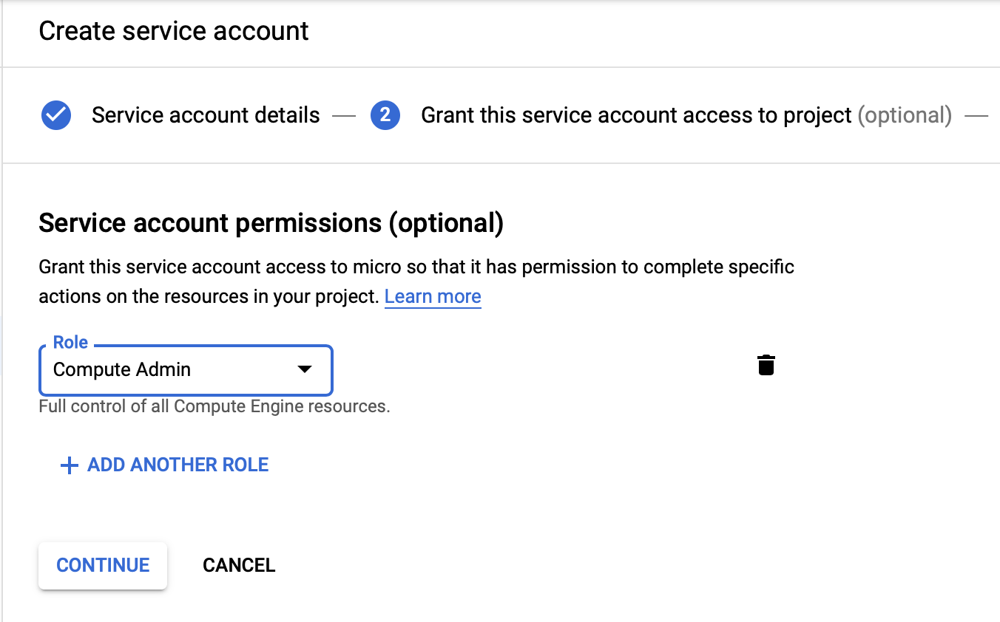 Create service account
Service account details
2
Grant this service account access to project (optional)
Service account permissions (optional)
Grant this service account access to micro so that it has permission to complete specific
actions on the resources in your project. Learn more
Role
Compute Admin
Full control of all Compute Engine resources.
ADD ANOTHER ROLE
CONTINUE
CANCEL